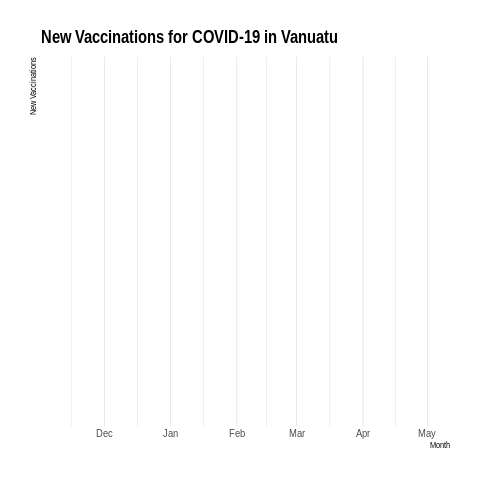 New Vaccinations for COVID-19 in Vanuatu
New Vaccinations
Dec Jan Feb Mar Apr May
Month